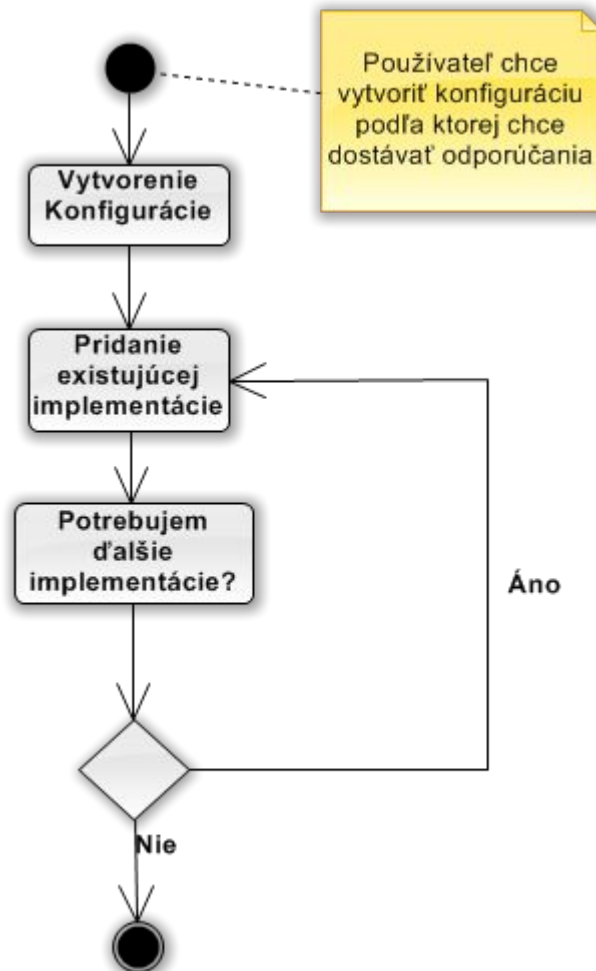 Používateľ chce
vytvoriť konfiguráciu
podľa ktorej chce
dostávať odporúčania
Vytvorenie
Konfigurácie
Pridanie
existujúcej
implementácie
Potrebujem
ďalšie
implementácie?
Áno
Nie